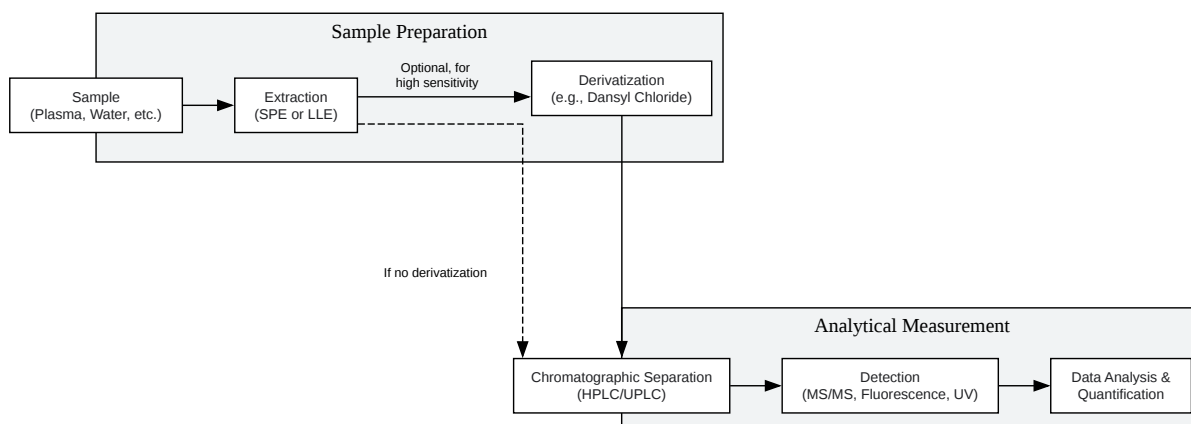 Sample Preparation
Sample
(Plasma, Water, etc.)
Extraction
(SPE or LLE)
Optional, for
high sensitivity
Derivatization
(e.g., Dansyl Chloride)
If no derivatization
Analytical Measurement
Chromatographic Separation
(HPLC/UPLC)
Detection
(MS/MS, Fluorescence, UV)
Data Analysis &
Quantification